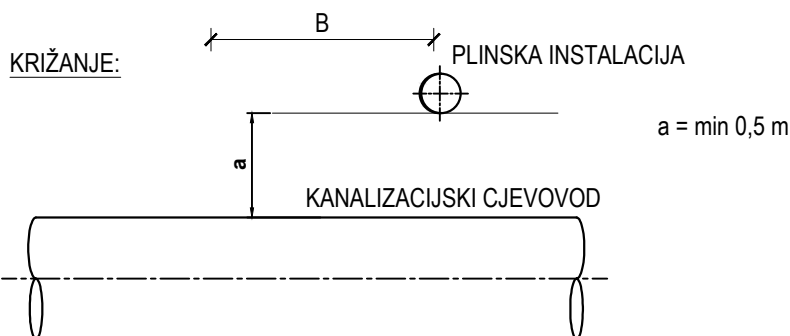 B
KRIŽANJE:
PLINSKA INSTALACIJA
a = min 0,5 m
a
KANALIZACIJSKI CJEVOVOD